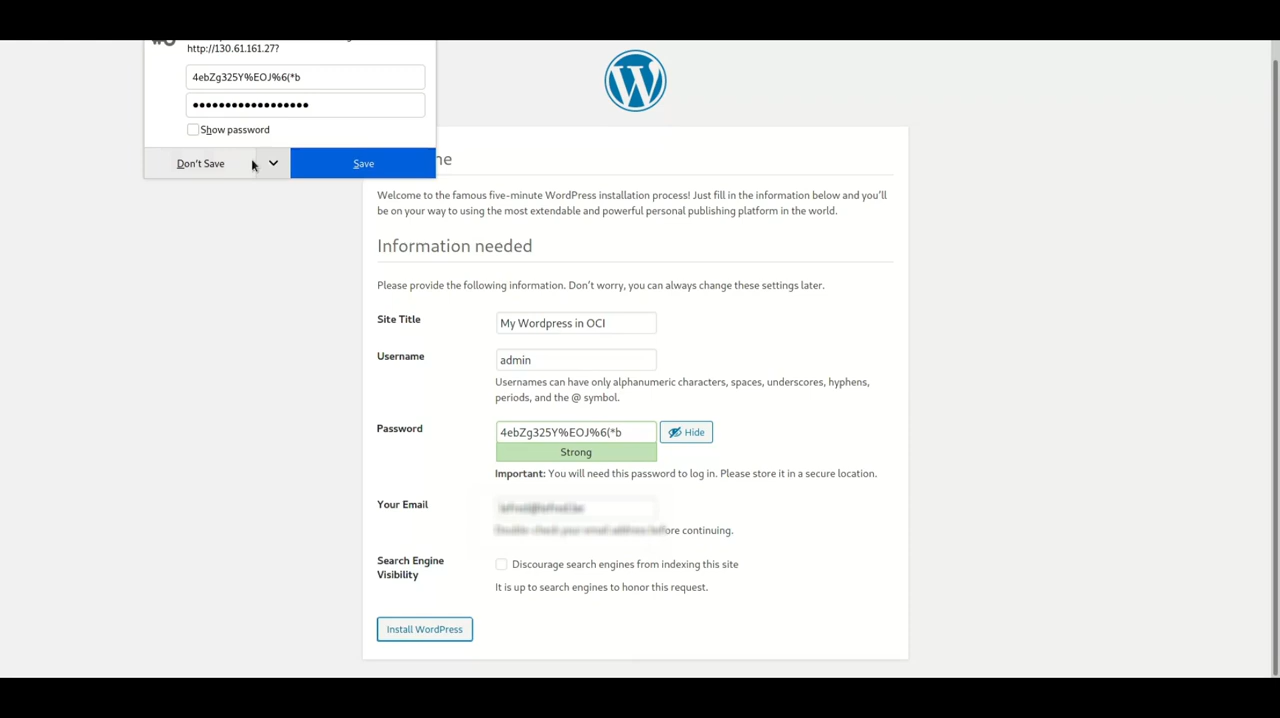 http://130.61.161.27?
4ebZg325Y%EOJ%6(*b
••••••••••••••••••
Show password
Don't Save
Save
Welcome to the famous five-minute WordPress installation process! Just fill in the information below and you'll
be on your way to using the most extendable and powerful personal publishing platform in the world.
Information needed
Please provide the following information. Don't worry, you can always change these settings later.
Site Title
My Wordpress in OCI
Username
admin
Usernames can have only alphanumeric characters, spaces, underscores, hyphens,
periods, and the @ symbol.
Password
4ebZg325Y%EOJ%6(*b
Hide
Strong
Important: You will need this password to log in. Please store it in a secure location.
Your Email
continuing.
Search Engine
Visibility
Discourage search engines from indexing this site
It is up to search engines to honor this request.
Install WordPress